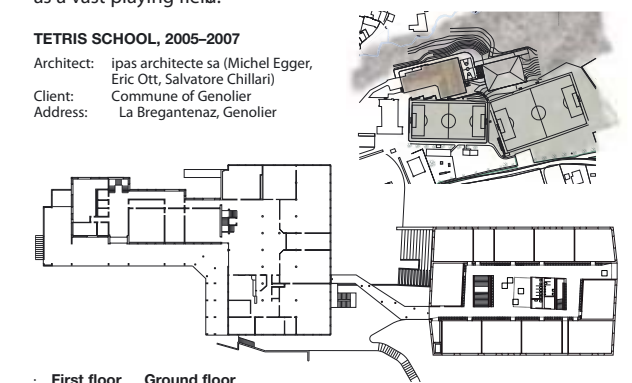 as a vast playing field.
TETRIS SCHOOL, 2005–2007
Architect: ipas architecte sa (Michel Egger,
Eric Ott, Salvatore Chillari)
Client: Commune of Genolier
Address: La Bregantenaz, Genolier
First floor Ground floor